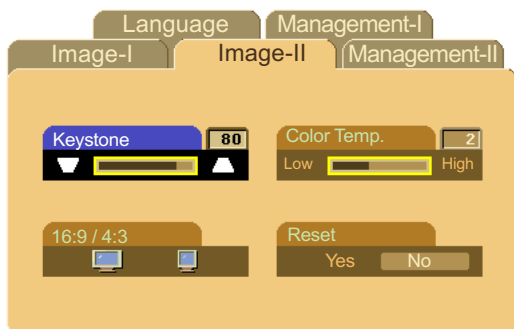 Language Management-I
Image-I Image-II Management-II
Keystone 80
Color Temp. 2
Low High
16:9 / 4:3
Reset
Yes No